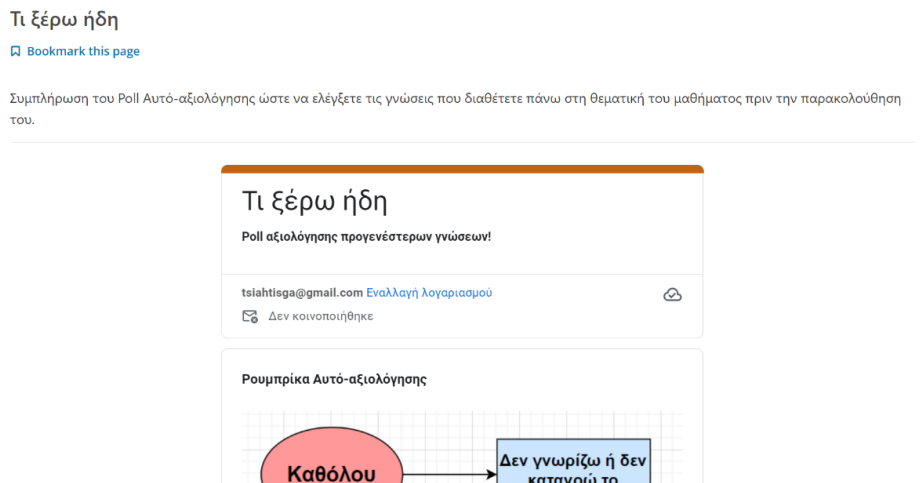 Τι ξέρω ήδη
Bookmark this page
Συμπλήρωση του Poll Αυτό-αξιολόγησης ώστε να ελέγξετε τις γνώσεις που διαθέτετε πάνω στη θεματική του μαθήματος πριν την παρακολούθηση
του.
Τι ξέρω ήδη
Poll αξιολόγησης προγενέστερων γνώσεων!
tsiahtisga@gmail.com Εναλλαγή λογαριασμού
Δεν κοινοποιήθηκε
Ρουμπρίκα Αυτό-αξιολόγησης
Καθόλου
Δεν γνωρίζω ή δεν
κατανοώ το